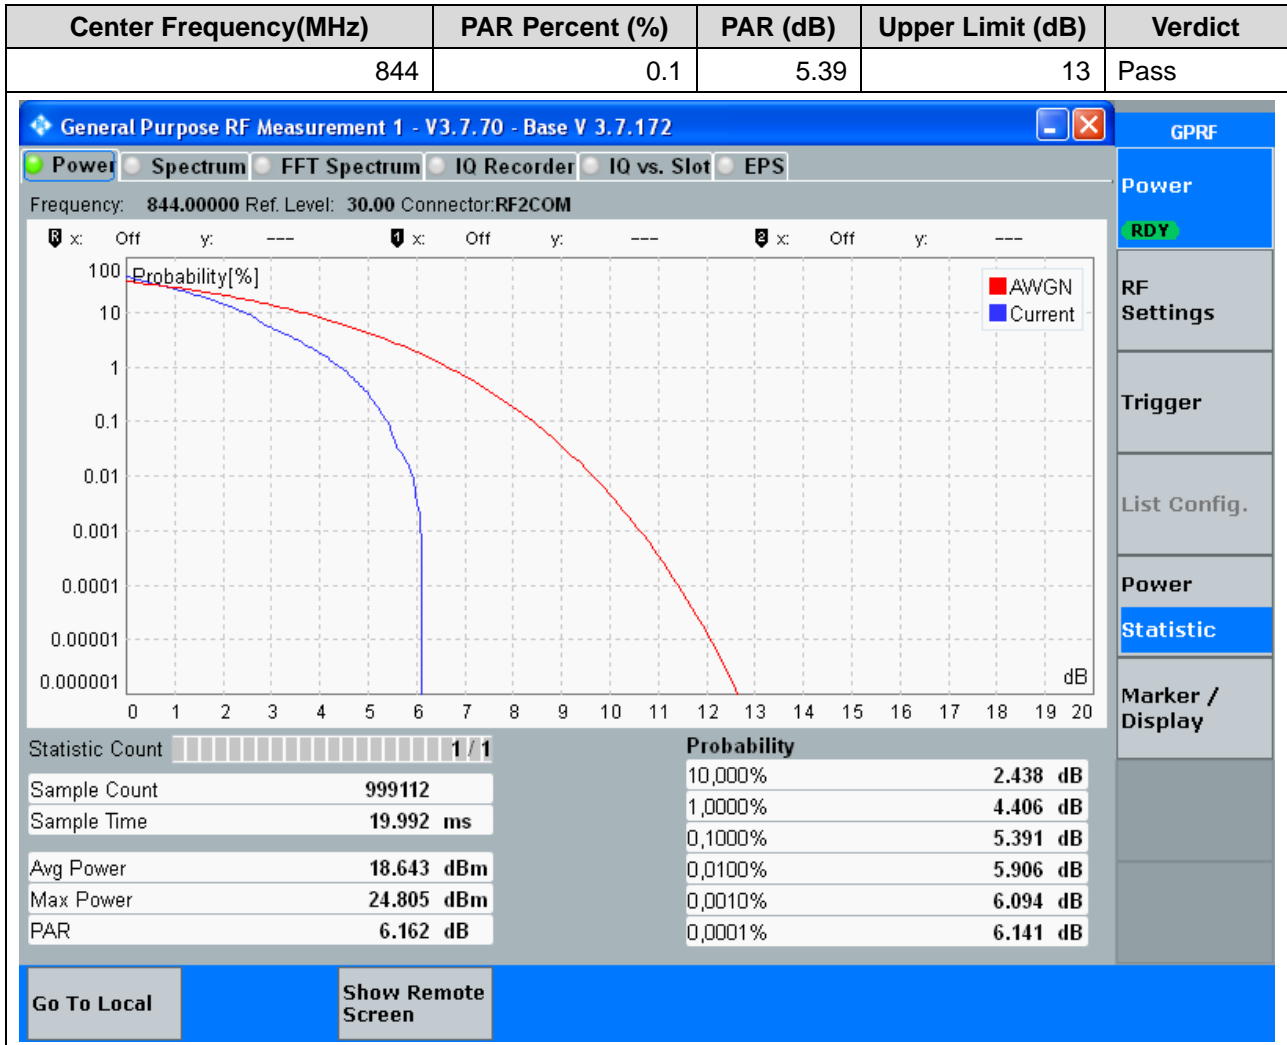 Center Frequency(MHz) PAR Percent (%) PAR (dB) Upper Limit (dB) Verdict
844 0.1 5.39 13 Pass
General Purpose RF Measurement 1 - V3.7.70 - Base V 3.7.172
GPRF
Power Spectrum FFT Spectrum IQ Recorder IQ vs. Slot EPS
Frequency: 844.00000 Ref. Level: 30.00 Connector:RF2COM
R x: Off y: --- 1 x: Off y: --- 2 x: Off y: ---
Probability[%]
AWGN
Current
100
10
1
0.1
0.01
0.001
0.0001
0.00001
0.000001
dB
0 1 2 3 4 5 6 7 8 9 10 11 12 13 14 15 16 17 18 19 20
Statistic Count 1 / 1
Sample Count 999112
Sample Time 19.992 ms
Avg Power 18.643 dBm
Max Power 24.805 dBm
PAR 6.162 dB
Probability
10,000% 2.438 dB
1,0000% 4.406 dB
0,1000% 5.391 dB
0,0100% 5.906 dB
0,0010% 6.094 dB
0,0001% 6.141 dB
Power
RDY
RF
Settings
Trigger
List Config.
Power
Statistic
Marker /
Display
Go To Local
Show Remote
Screen